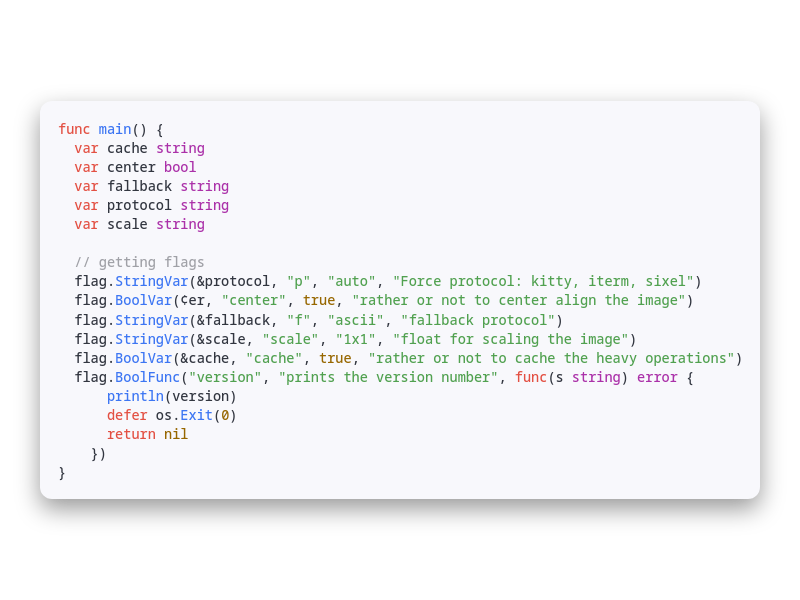 func main() {
  var cache string
  var center bool
  var fallback string
  var protocol string
  var scale string

  // getting flags
  flag.StringVar(&protocol, "p", "auto", "Force protocol: kitty, iterm, sixel")
  flag.BoolVar(¢er, "center", true, "rather or not to center align the image")
  flag.StringVar(&fallback, "f", "ascii", "fallback protocol")
  flag.StringVar(&scale, "scale", "1x1", "float for scaling the image")
  flag.BoolVar(&cache, "cache", true, "rather or not to cache the heavy operations")
  flag.BoolFunc("version", "prints the version number", func(s string) error {
      println(version)
      defer os.Exit(0)
      return nil
    })
}